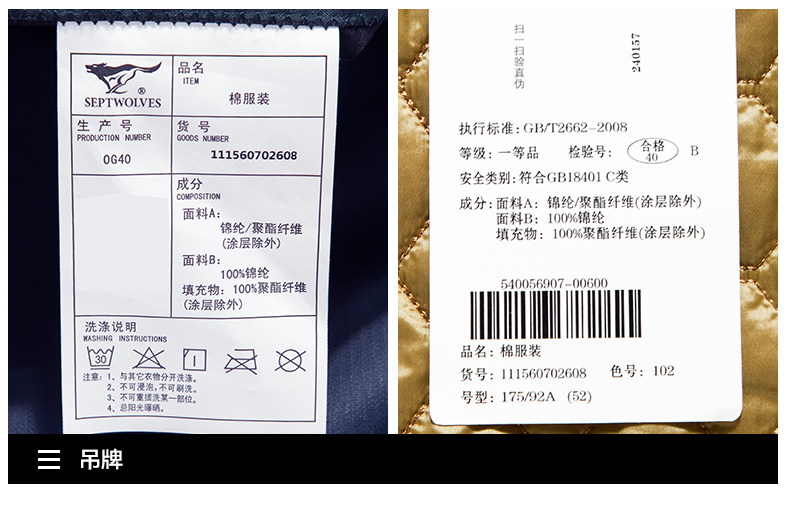 SEPTWOLVES
®
品名
ITEM
棉服装
生产号
PRODUCTION NUMBER
OG40
货号
GOODS NUMBER
111560702608
成分
COMPOSITION
面料A:
锦纶/聚酯纤维
(涂层除外)
面料B:
100%锦纶
填充物: 100%聚酯纤维
(涂层除外)
洗涤说明
WASHING INSTRUCTIONS
30
注意: 1、与其它衣物分开洗涤。
2、不可浸泡,不可刷洗。
3、不可重搓洗某一部位。
4、忌阳光曝晒。
扫一扫验真伪
240157
执行标准: GB/T2662-2008
等级: 一等品 检验号: 合格 40 B
安全类别: 符合GB18401 C类
成分: 面料A: 锦纶/聚酯纤维(涂层除外)
面料B: 100%锦纶
填充物: 100%聚酯纤维(涂层除外)
540056907-00600
品名: 棉服装
货号: 111560702608 色号: 102
号型: 175/92A (52)
吊牌